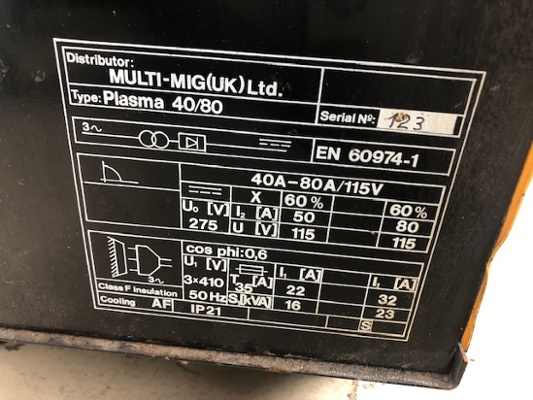 Distributor:
MULTI-MIG(UK) Ltd.
Type: Plasma 40/80
Serial Nº: 123
3~
EN 60974-1
40A-80A/115V
X 60% 60%
U₀ [V] I₂ [A] 50 80
275 U [V] 115 115
cos phi:0,6
U₁ [V] I₁ [A] I₁ [A]
3×410 35 22 32
3~
50Hz S₁[kVA] 16 23
Class F insulation
Cooling AF IP21
S